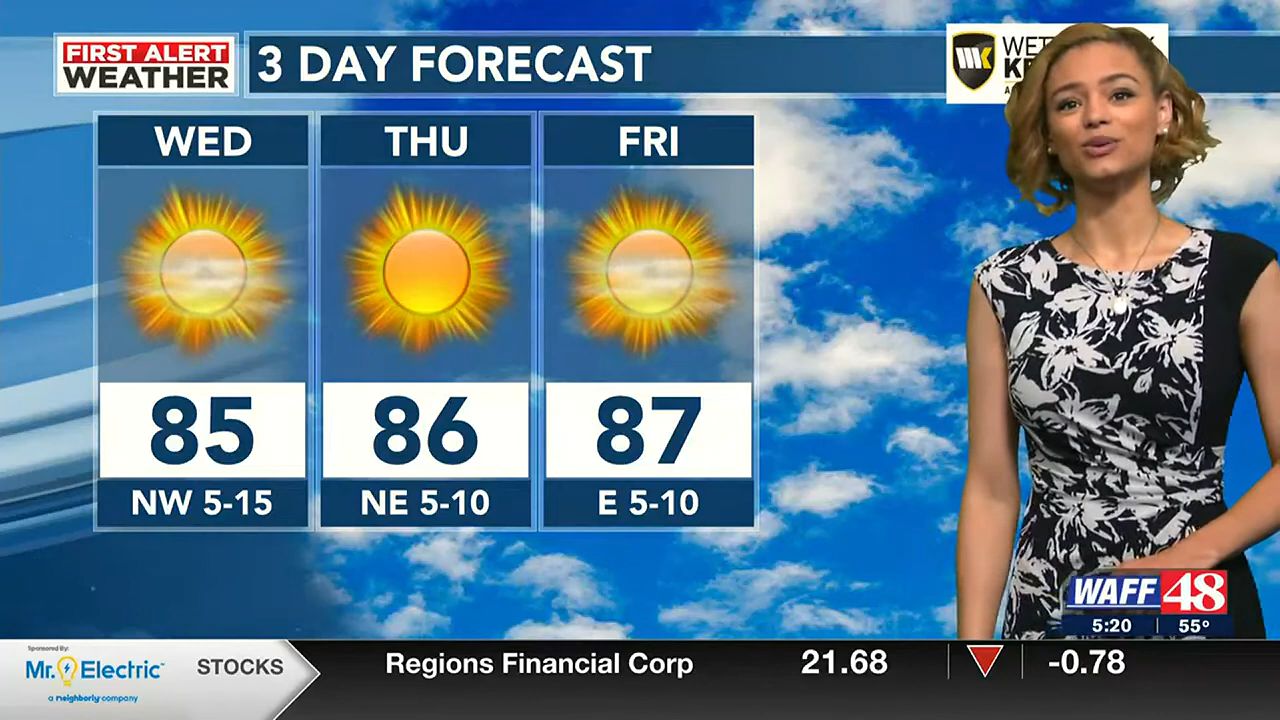 FIRST ALERT
WEATHER
3 DAY FORECAST
WED
THU
FRI
85
86
87
NW 5-15
NE 5-10
E 5-10
WAFF 48
5:20
55º
Sponsored By:
Mr. Electric
a neighborly company
STOCKS
Regions Financial Corp
21.68
-0.78